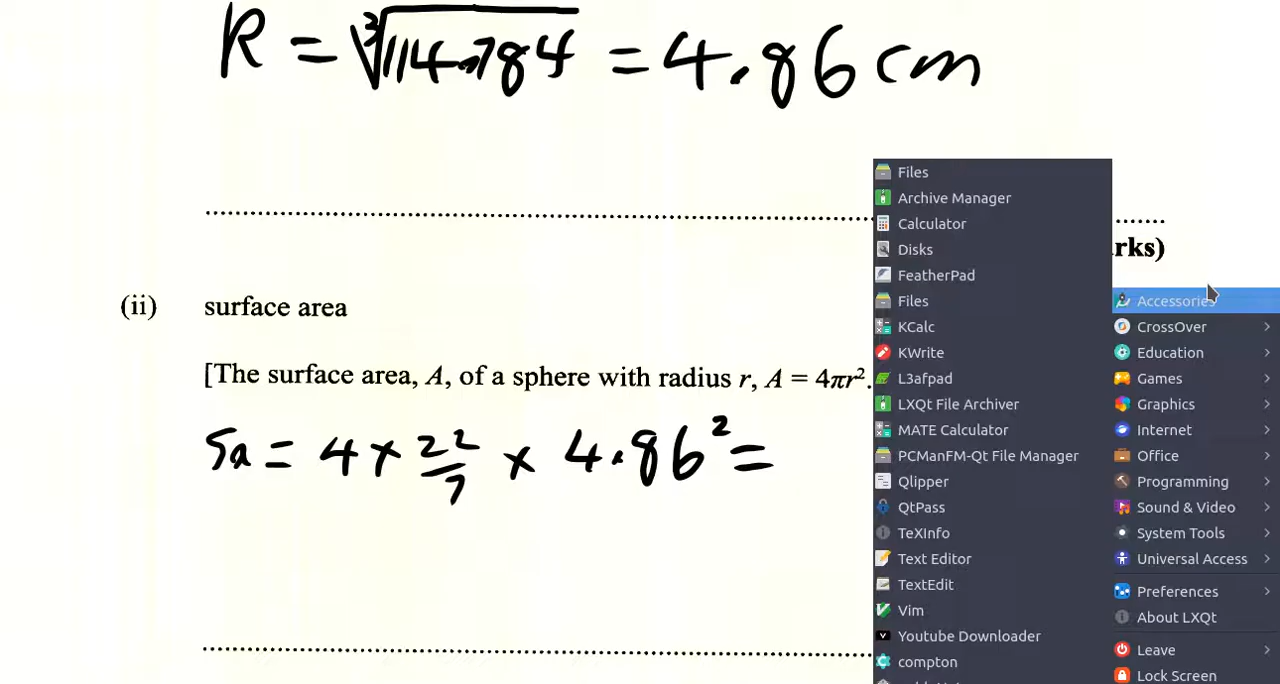 R = ∛114.784 = 4.86 cm
rks)
(ii) surface area
[The surface area, A, of a sphere with radius r, A = 4πr².
Sa = 4 × 22/7 × 4.86² =
Files
Archive Manager
Calculator
Disks
FeatherPad
Files
KCalc
KWrite
L3afpad
LXQt File Archiver
MATE Calculator
PCManFM-Qt File Manager
Qlipper
QtPass
TeXInfo
Text Editor
TextEdit
Vim
Youtube Downloader
compton
Accessories
CrossOver
Education
Games
Graphics
Internet
Office
Programming
Sound & Video
System Tools
Universal Access
Preferences
About LXQt
Leave
Lock Screen